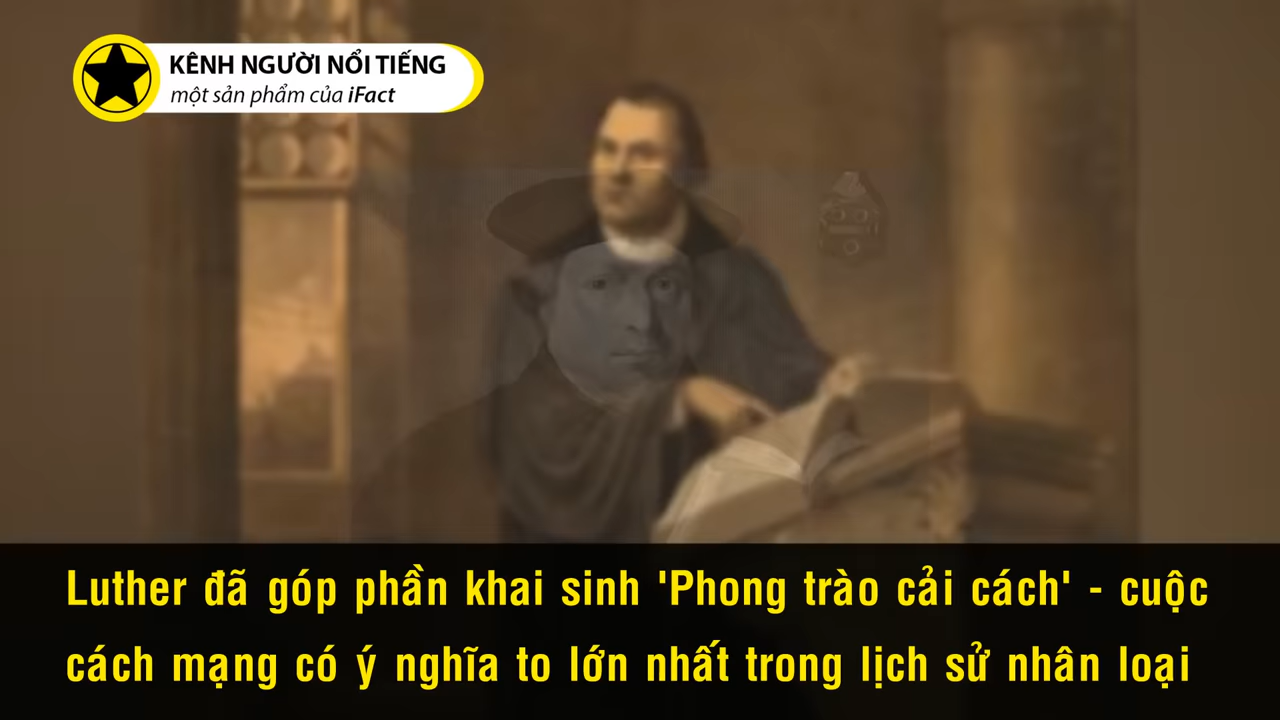 KÊNH NGƯỜI NỔI TIẾNG
một sản phẩm của iFact
Luther đã góp phần khai sinh 'Phong trào cải cách' - cuộc
cách mạng có ý nghĩa to lớn nhất trong lịch sử nhân loại